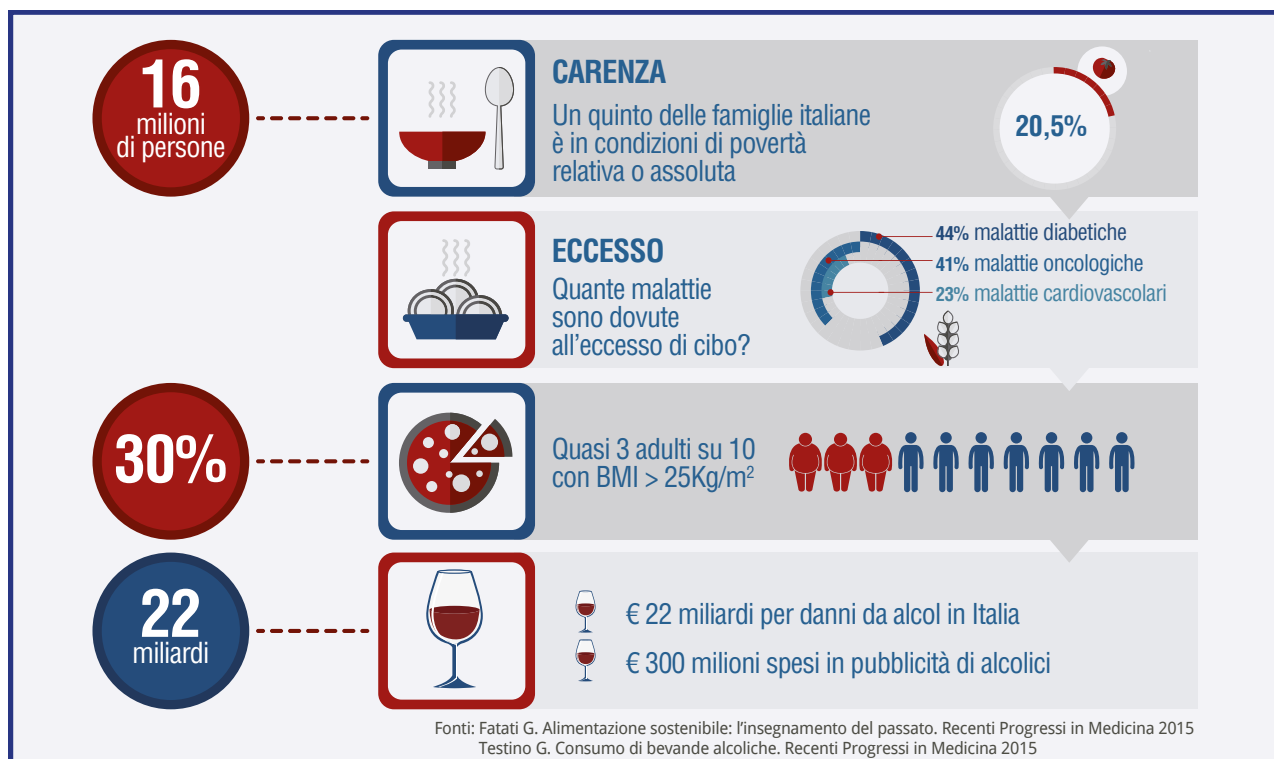 16
milioni
di persone
CARENZA
Un quinto delle famiglie italiane
è in condizioni di povertà
relativa o assoluta
20,5%
ECCESSO
Quante malattie
sono dovute
all'eccesso di cibo?
44% malattie diabetiche
41% malattie oncologiche
23% malattie cardiovascolari
30%
Quasi 3 adulti su 10
con BMI > 25Kg/m²
22
miliardi
€ 22 miliardi per danni da alcol in Italia
€ 300 milioni spesi in pubblicità di alcolici
Fonti: Fatati G. Alimentazione sostenibile: l'insegnamento del passato. Recenti Progressi in Medicina 2015
Testino G. Consumo di bevande alcoliche. Recenti Progressi in Medicina 2015